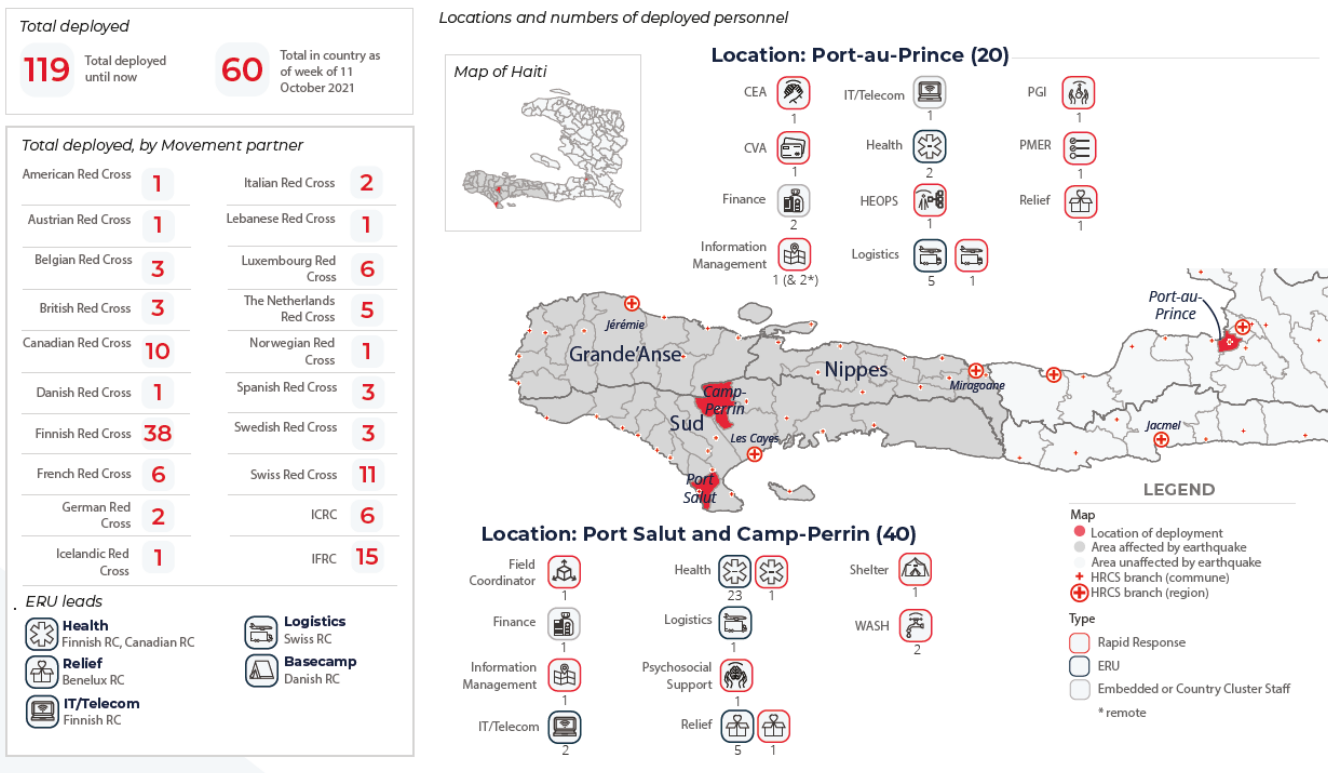 Total deployed
119
Total deployed
until now
60
Total in country as
of week of 11
October 2021
Total deployed, by Movement partner
American Red Cross
1
Italian Red Cross
2
Austrian Red Cross
1
Lebanese Red Cross
1
Belgian Red Cross
3
Luxembourg Red
Cross
6
British Red Cross
3
The Netherlands
Red Cross
5
Canadian Red Cross
10
Norwegian Red
Cross
1
Danish Red Cross
1
Spanish Red Cross
3
Finnish Red Cross
38
Swedish Red Cross
3
French Red Cross
6
Swiss Red Cross
11
German Red
Cross
2
ICRC
6
Icelandic Red
Cross
1
IFRC
15
. ERU leads
Health
Finnish RC, Canadian RC
Logistics
Swiss RC
Relief
Benelux RC
Basecamp
Danish RC
IT/Telecom
Finnish RC
Locations and numbers of deployed personnel
Map of Haiti
Location: Port-au-Prince (20)
CEA
1
IT/Telecom
1
PGI
1
CVA
1
Health
2
PMER
1
Finance
2
HEOPS
1
Relief
1
Information
Management
1 (& 2*)
Logistics
5
1
Port-au-
Prince
Jérémie
Grande'Anse
Nippes
Miragoane
Camp-
Perrin
Sud
Les Cayes
Jacmel
Port
Salut
Location: Port Salut and Camp-Perrin (40)
Field
Coordinator
1
Health
23
1
Shelter
1
Finance
1
Logistics
1
WASH
2
Information
Management
1
Psychosocial
Support
1
IT/Telecom
2
Relief
5
1
LEGEND
Map
Location of deployment
Area affected by earthquake
Area unaffected by earthquake
HRCS branch (commune)
HRCS branch (region)
Type
Rapid Response
ERU
Embedded or Country Cluster Staff
* remote